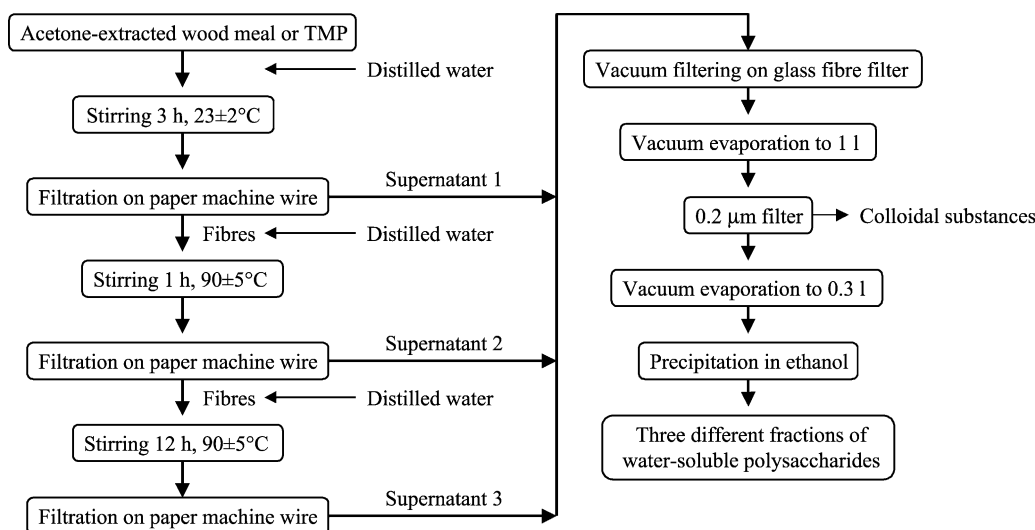 Acetone-extracted wood meal or TMP
Distilled water
Stirring 3 h, 23±2°C
Filtration on paper machine wire
Supernatant 1
Fibres
Distilled water
Stirring 1 h, 90±5°C
Filtration on paper machine wire
Supernatant 2
Fibres
Distilled water
Stirring 12 h, 90±5°C
Filtration on paper machine wire
Supernatant 3
Vacuum filtering on glass fibre filter
Vacuum evaporation to 1 l
0.2 μm filter
Colloidal substances
Vacuum evaporation to 0.3 l
Precipitation in ethanol
Three different fractions of
water-soluble polysaccharides